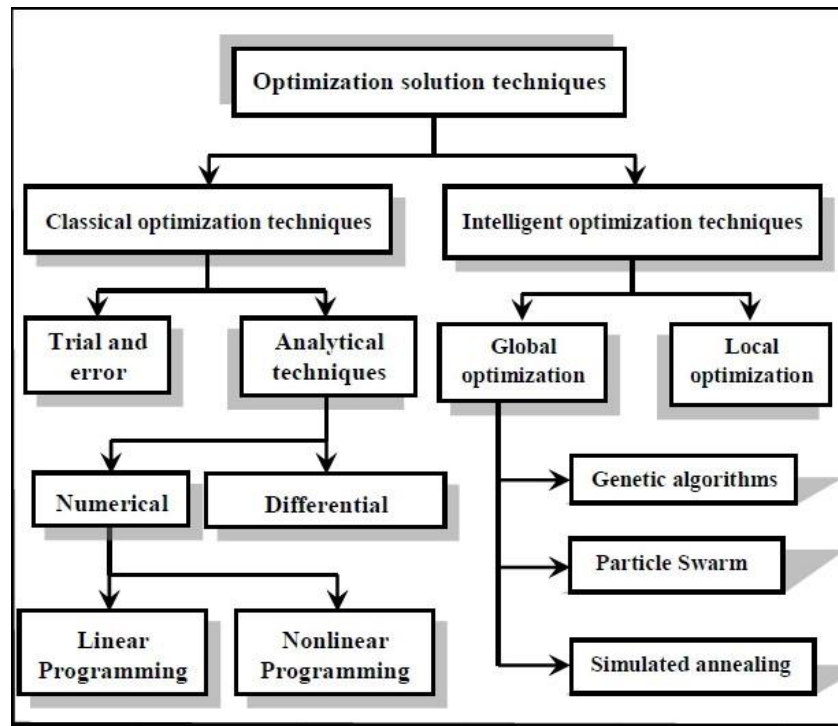 Optimization solution techniques
Classical optimization techniques
Intelligent optimization techniques
Trial and
error
Analytical
techniques
Global
optimization
Local
optimization
Numerical
Differential
Genetic algorithms
Particle Swarm
Linear
Programming
Nonlinear
Programming
Simulated annealing